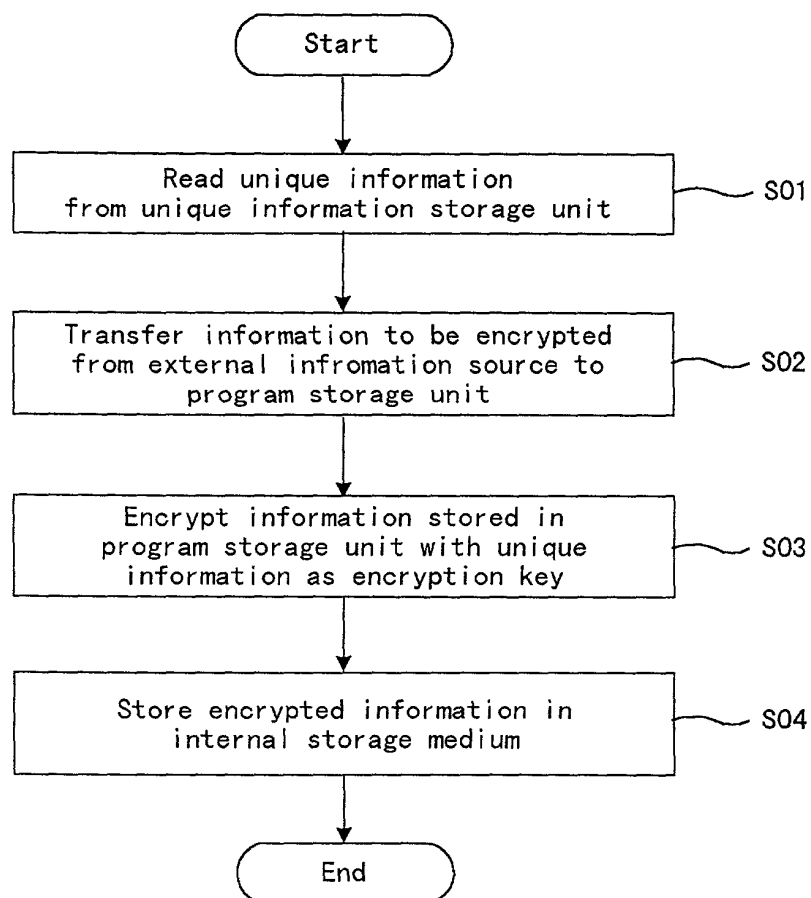 Start
Read unique information
from unique information storage unit
S01
Transfer information to be encrypted
from external infromation source to
program storage unit
S02
Encrypt information stored in
program storage unit with unique
information as encryption key
S03
Store encrypted information in
internal storage medium
S04
End